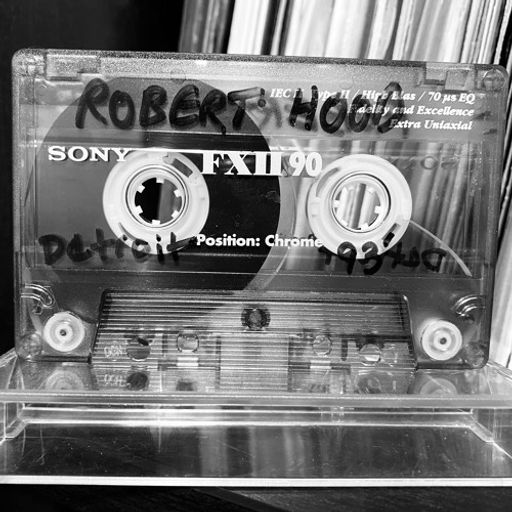 IEC II / Type II / High Bias / 70 µs EQ
ROBERT HOOD
Fidelity and Excellence
Extra Uniaxial
SONY FXII 90
Detroit Position: Chrome